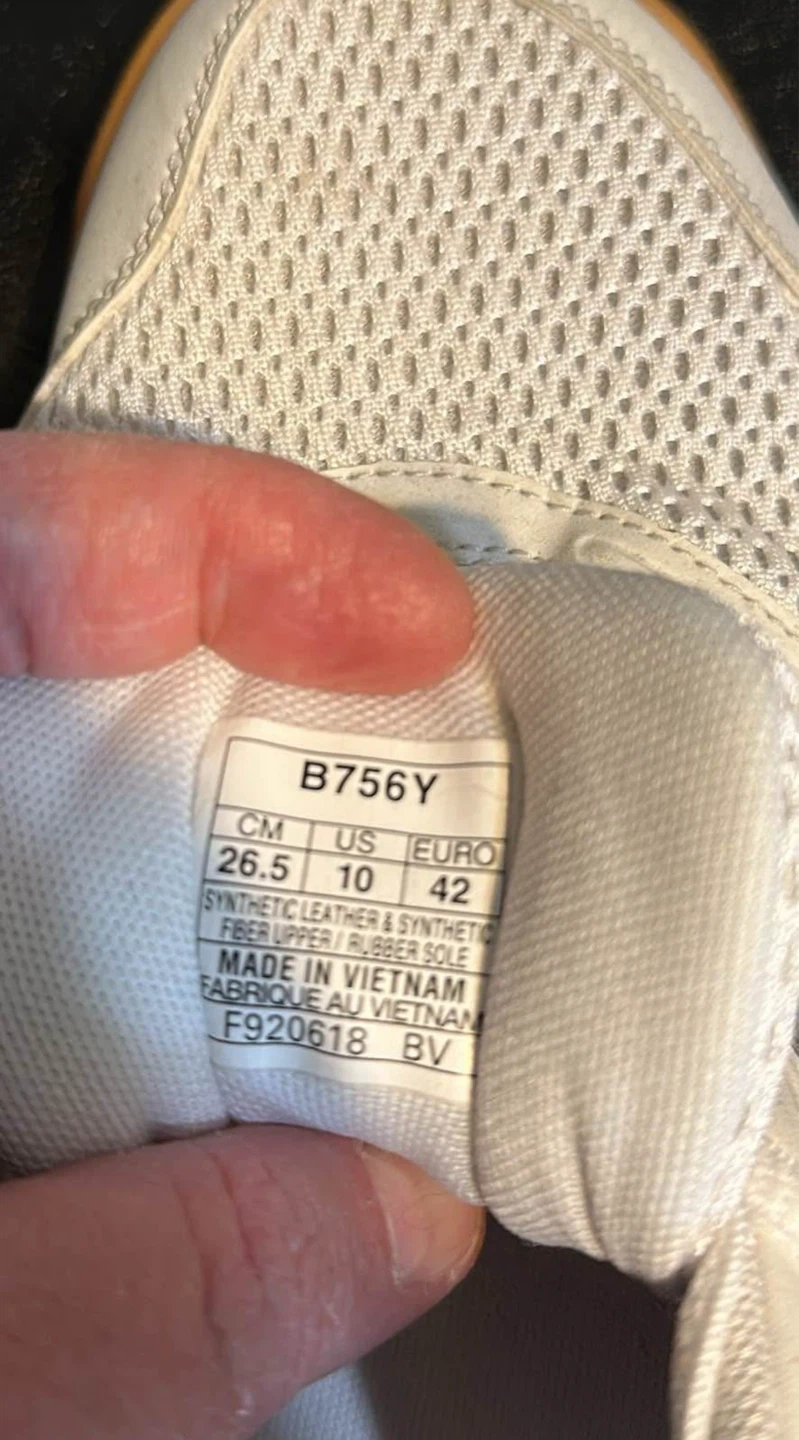 B756Y
CM US EURO
26.5 10 42
SYNTHETIC LEATHER & SYNTHETIC
FIBER UPPER / RUBBER SOLE
MADE IN VIETNAM
FABRIQUE AU VIETNAM
F920618 BV